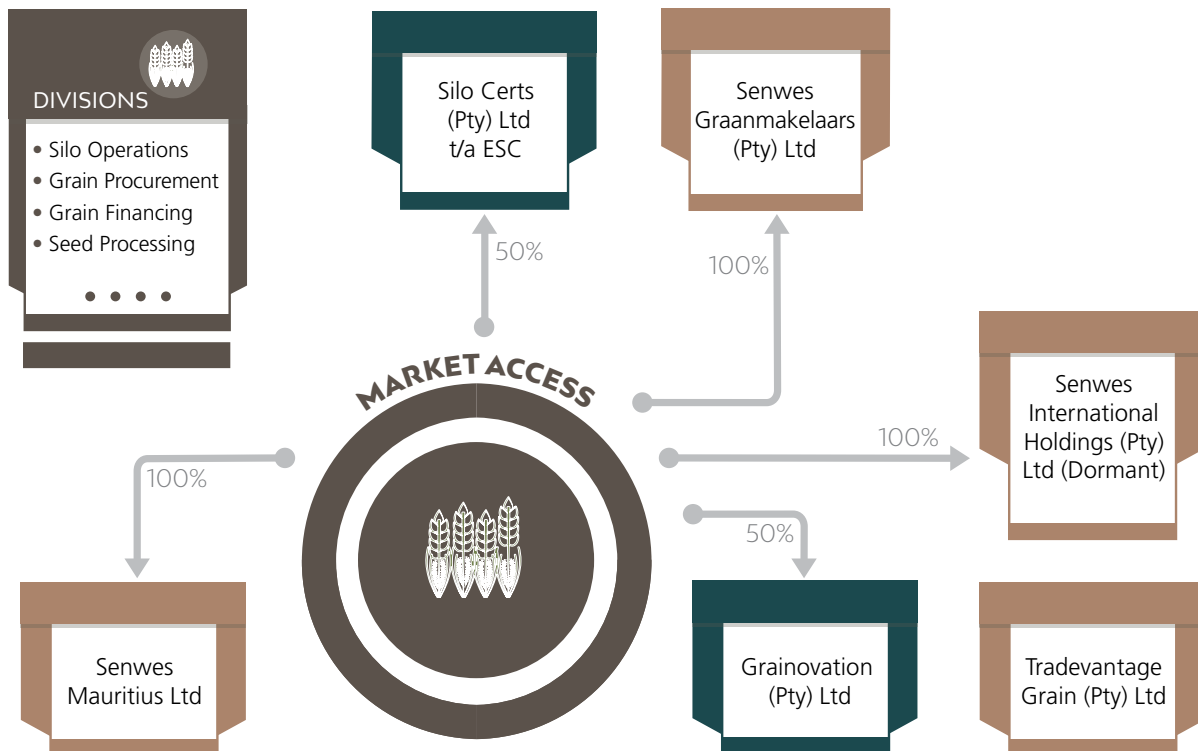 DIVISIONS
• Silo Operations
• Grain Procurement
• Grain Financing
• Seed Processing
Silo Certs
(Pty) Ltd
t/a ESC
Senwes
Graanmakelaars
(Pty) Ltd
50%
100%
MARKET ACCESS
Senwes
International
Holdings (Pty)
Ltd (Dormant)
100%
100%
50%
Senwes
Mauritius Ltd
Grainovation
(Pty) Ltd
Tradevantage
Grain (Pty) Ltd